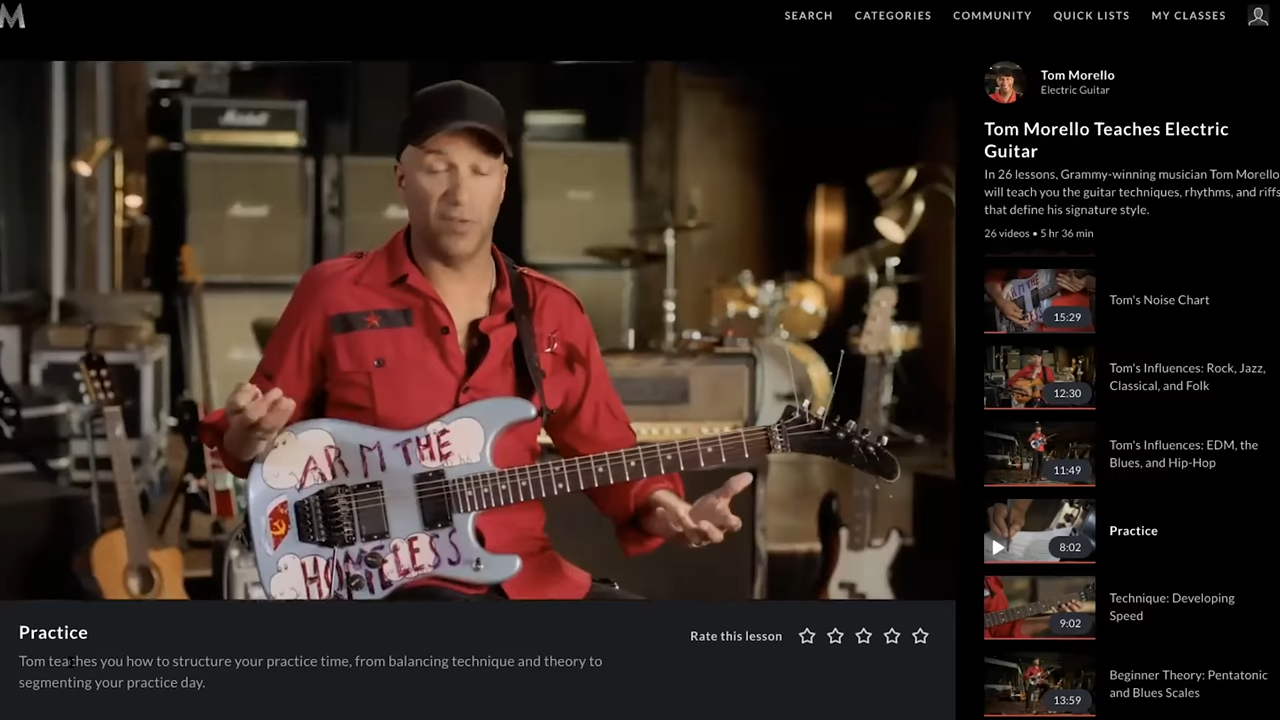 M
SEARCH CATEGORIES COMMUNITY QUICK LISTS MY CLASSES
Marshall
ARM THE
HOMELESS
Practice
Rate this lesson
Tom teaches you how to structure your practice time, from balancing technique and theory to
segmenting your practice day.
Tom Morello
Electric Guitar
Tom Morello Teaches Electric
Guitar
In 26 lessons, Grammy-winning musician Tom Morello
will teach you the guitar techniques, rhythms, and riffs
that define his signature style.
26 videos • 5 hr 36 min
ARM THE
15:29
Tom's Noise Chart
12:30
Tom's Influences: Rock, Jazz,
Classical, and Folk
11:49
Tom's Influences: EDM, the
Blues, and Hip-Hop
8:02
Practice
9:02
Technique: Developing
Speed
13:59
Beginner Theory: Pentatonic
and Blues Scales